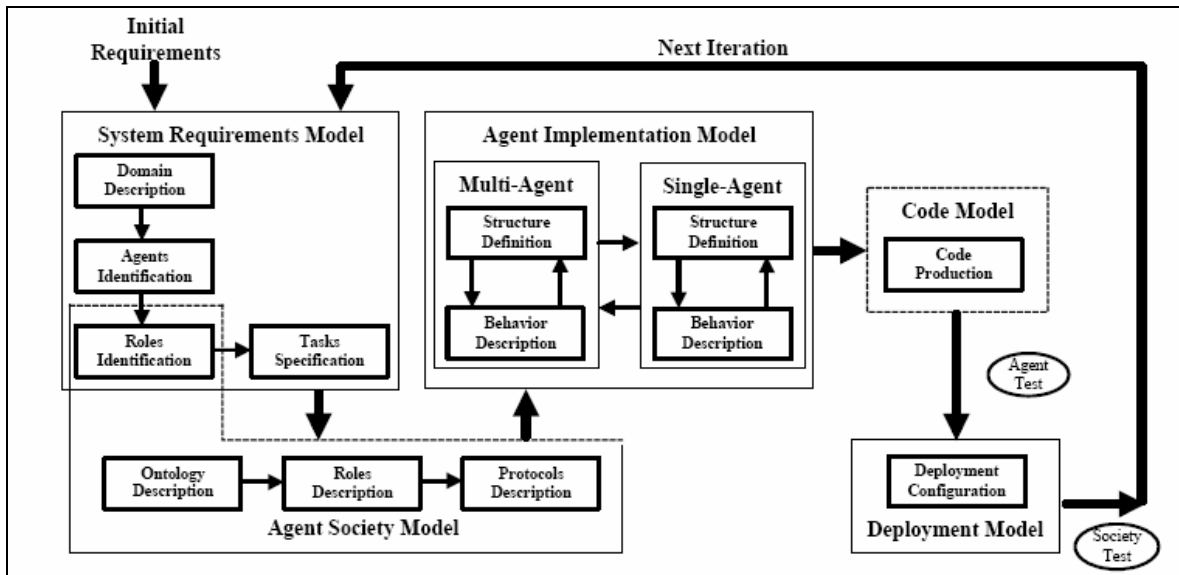 Initial
Requirements
Next Iteration
System Requirements Model
Domain
Description
Agents
Identification
Roles
Identification
Tasks
Specification
Agent Implementation Model
Multi-Agent
Structure
Definition
Behavior
Description
Single-Agent
Structure
Definition
Behavior
Description
Code Model
Code
Production
Agent
Test
Ontology
Description
Roles
Description
Protocols
Description
Agent Society Model
Deployment
Configuration
Deployment Model
Society
Test